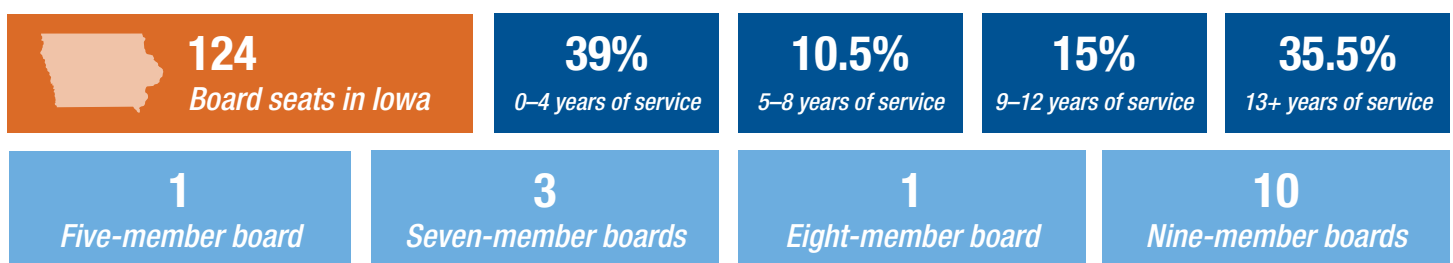 124
Board seats in Iowa
39%
0–4 years of service
10.5%
5–8 years of service
15%
9–12 years of service
35.5%
13+ years of service
1
Five-member board
3
Seven-member boards
1
Eight-member board
10
Nine-member boards